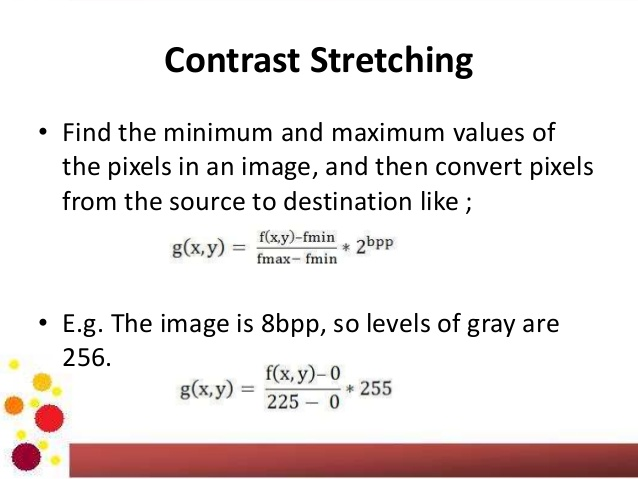 Contrast Stretching
• Find the minimum and maximum values of
the pixels in an image, and then convert pixels
from the source to destination like ;
g(x,y) = f(x,y)–fmin / fmax– fmin * 2^bpp
• E.g. The image is 8bpp, so levels of gray are
256.
g(x,y) = f(x,y)– 0 / 225 – 0 * 255